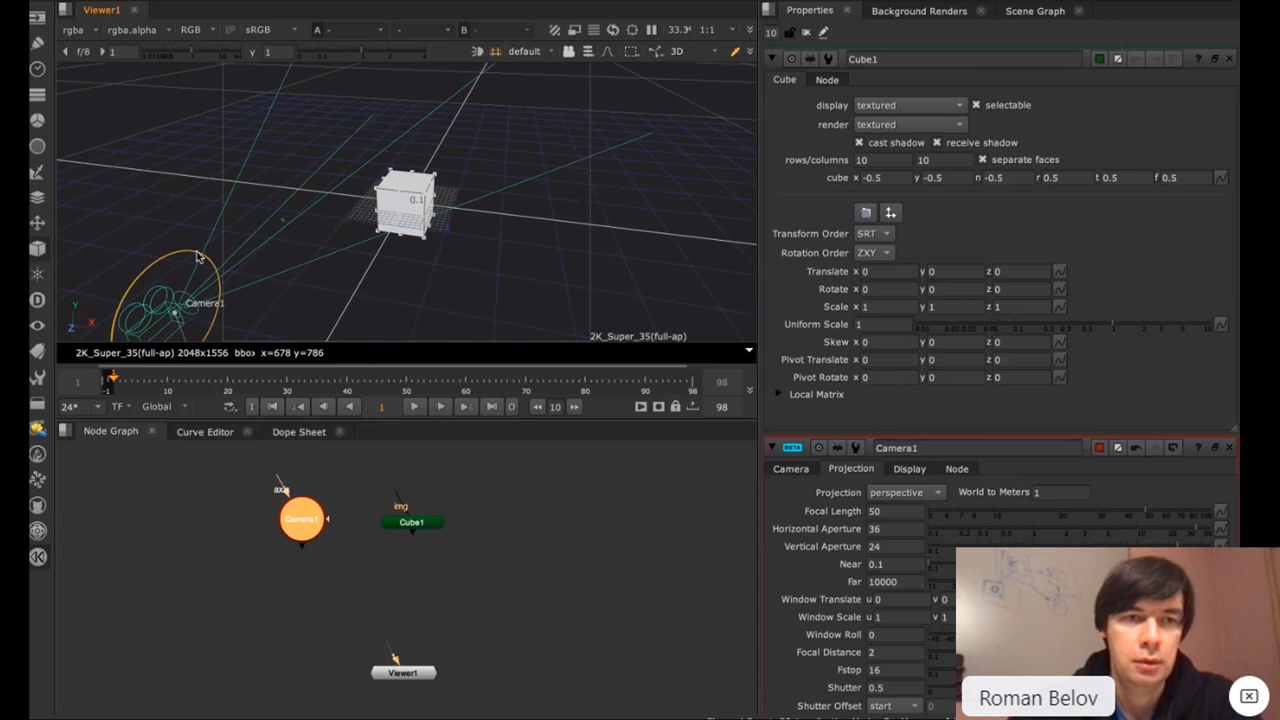 Viewer1
rgba rgba.alpha RGB IP sRGB A - - B - 33.3% 1:1
f/8 1 Y 1 default 3D
0.1
Camera1
Y
Z X
2K_Super_35(full-ap)
2K_Super_35(full-ap) 2048x1556 x=678 y=786
1 -1 10 20 30 40 50 60 70 80 90 98 98
24* TF Global 1 10 98
Node Graph Curve Editor Dope Sheet
axis
Camera1
img
Cube1
1
Viewer1
Properties Background Renders Scene Graph
10
Cube1
Cube Node
display textured selectable
render textured
cast shadow receive shadow
rows/columns 10 10 separate faces
cube x -0.5 y -0.5 n -0.5 r 0.5 t 0.5 f 0.5
Transform Order SRT
Rotation Order ZXY
Translate x 0 y 0 z 0
Rotate x 0 y 0 z 0
Scale x 1 y 1 z 1
Uniform Scale 1
Skew x 0 y 0 z 0
Pivot Translate x 0 y 0 z 0
Pivot Rotate x 0 y 0 z 0
Local Matrix
BETA Camera1
Camera Projection Display Node
Projection perspective World to Meters 1
Focal Length 50
Horizontal Aperture 36
Vertical Aperture 24
Near 0.1
Far 10000
Window Translate u 0 v 0
Window Scale u 1 v 1
Window Roll 0
Focal Distance 2
Fstop 16
Shutter 0.5
Shutter Offset start 0
Roman Belov